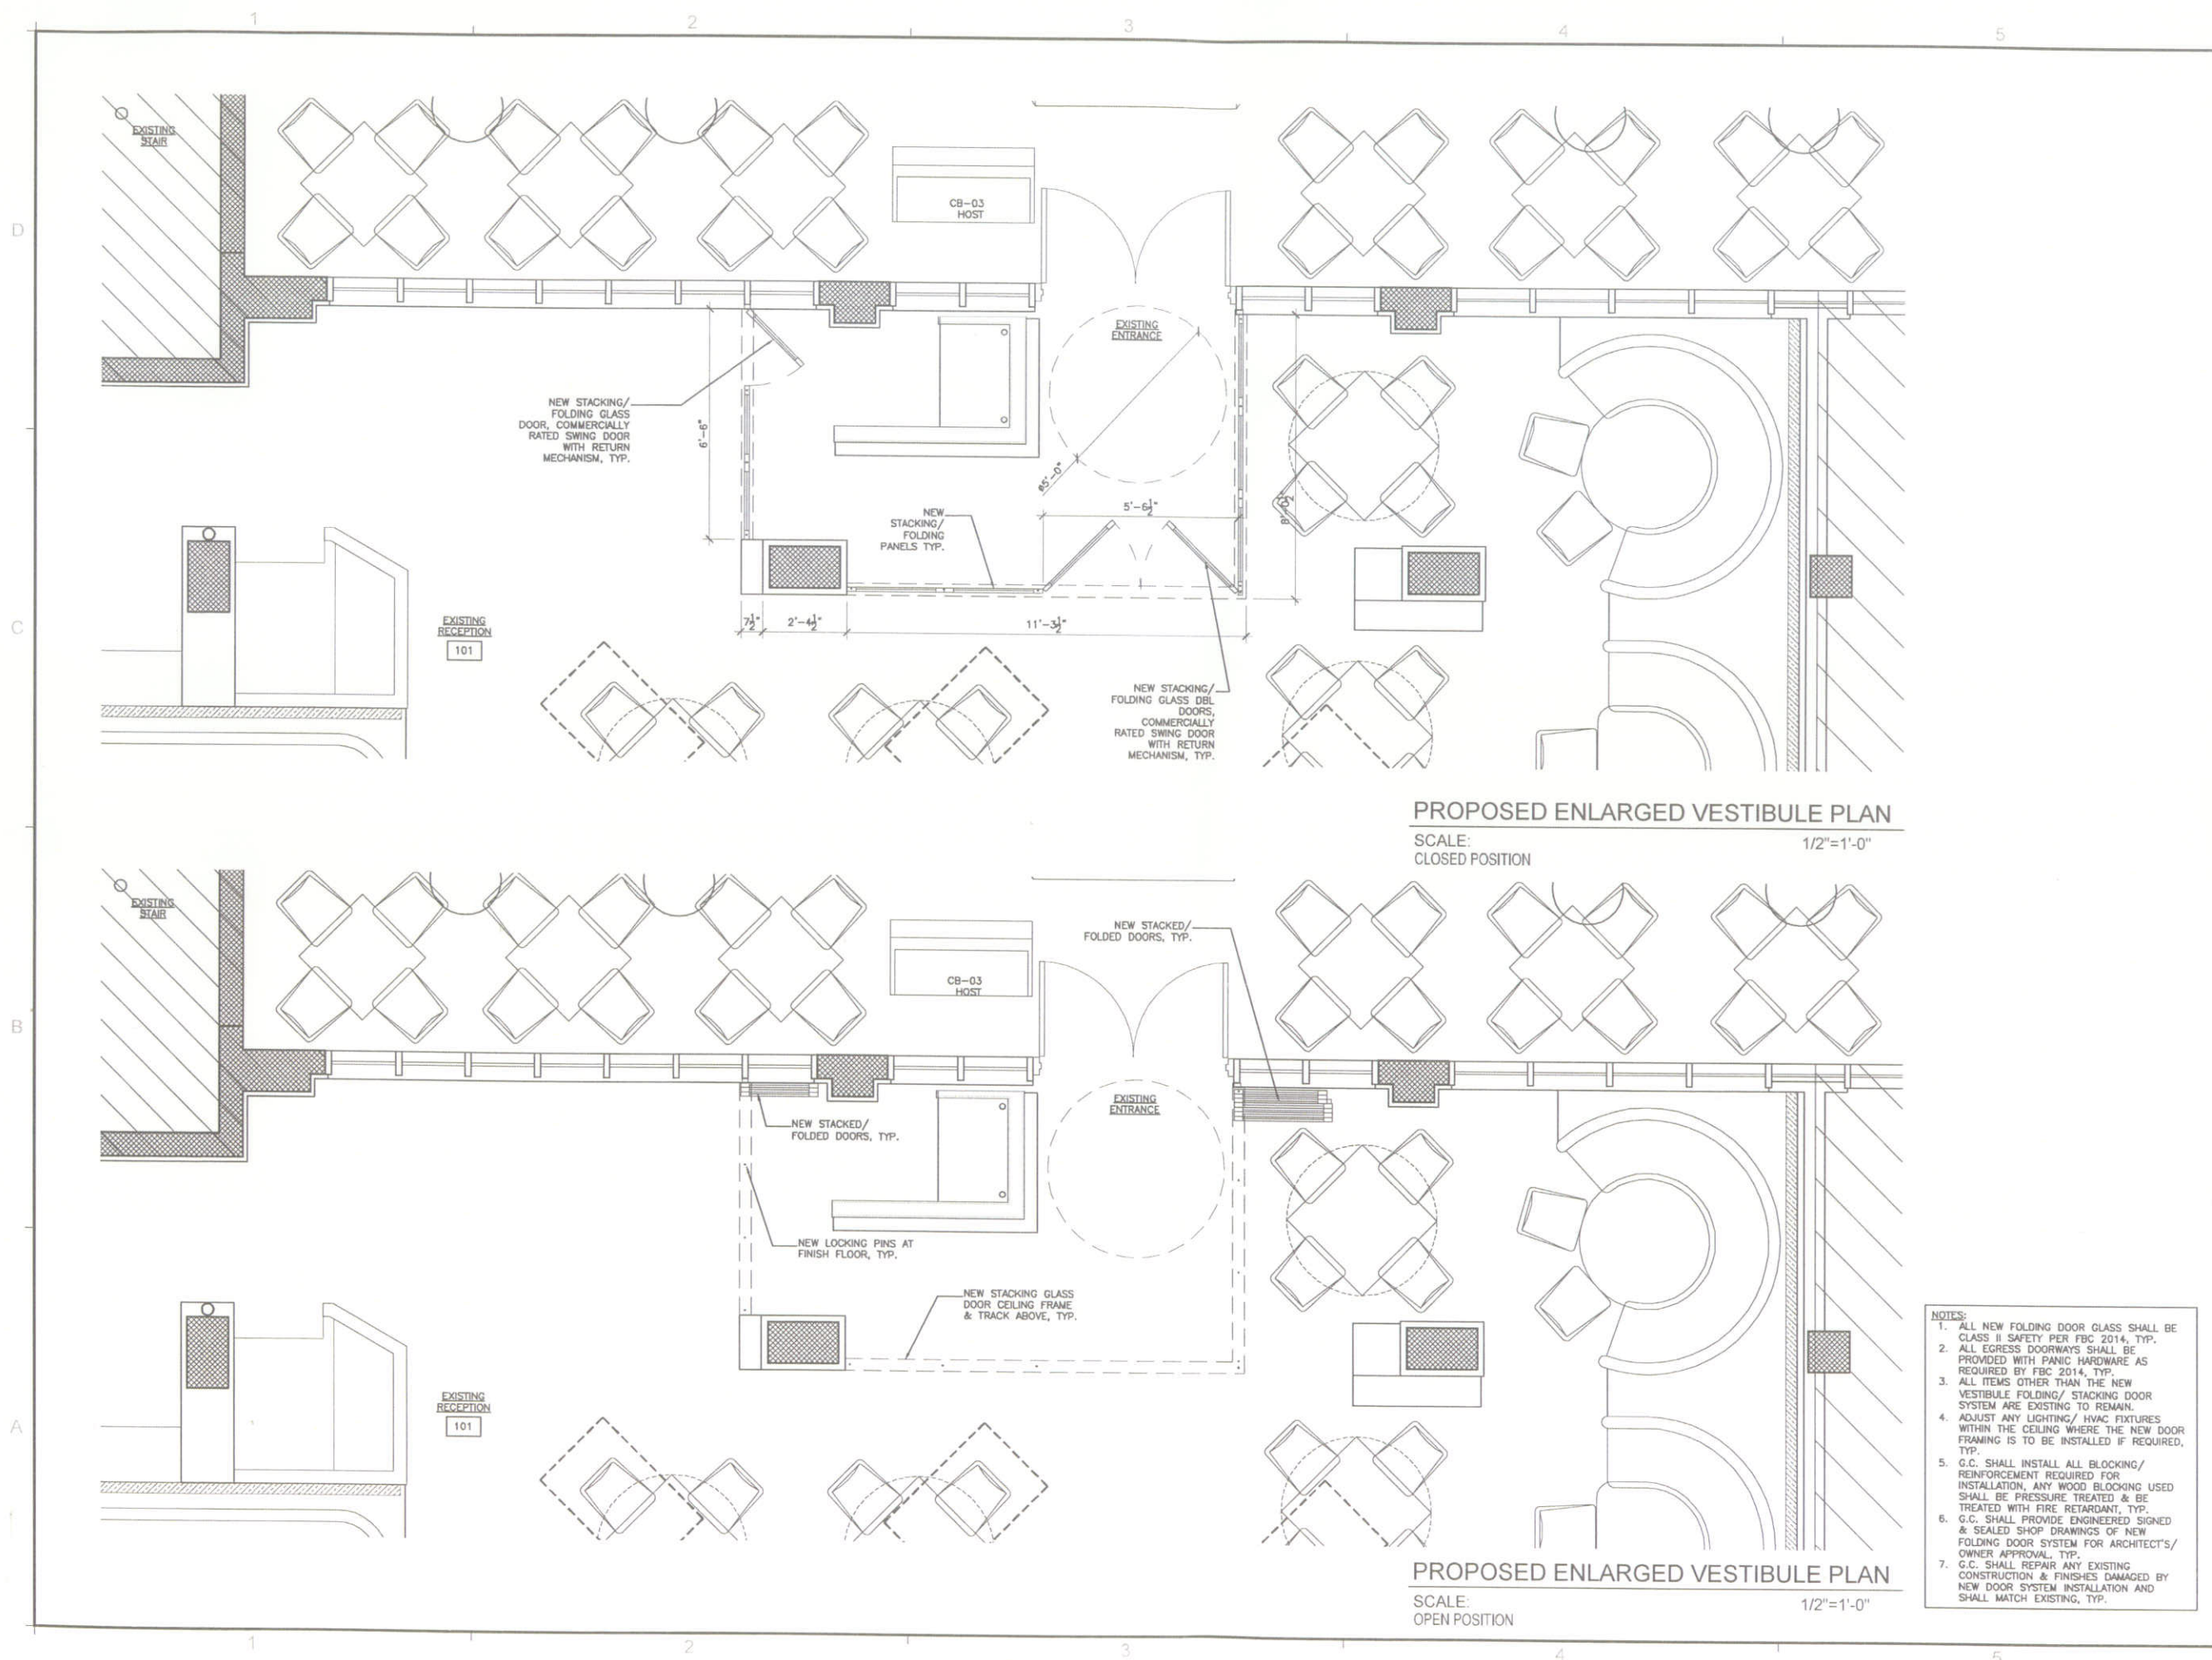 1 2 3 4 5
D
C
B
A
EXISTING
STAIR
CB-03
HOST
EXISTING
ENTRANCE
NEW STACKING/
FOLDING GLASS
DOOR, COMMERCIALLY
RATED SWING DOOR
WITH RETURN
MECHANISM, TYP.
6'-6"
ø5'-0"
NEW
STACKING/
FOLDING
PANELS TYP.
5'-6½"
8'-0½"
7½"
2'-4½"
11'-3½"
EXISTING
RECEPTION
101
NEW STACKING/
FOLDING GLASS DBL
DOORS,
COMMERCIALLY
RATED SWING DOOR
WITH RETURN
MECHANISM, TYP.
PROPOSED ENLARGED VESTIBULE PLAN
SCALE: 1/2"=1'-0"
CLOSED POSITION
EXISTING
STAIR
NEW STACKED/
FOLDED DOORS, TYP.
CB-03
HOST
EXISTING
ENTRANCE
NEW STACKED/
FOLDED DOORS, TYP.
NEW LOCKING PINS AT
FINISH FLOOR, TYP.
NEW STACKING GLASS
DOOR CEILING FRAME
& TRACK ABOVE, TYP.
EXISTING
RECEPTION
101
PROPOSED ENLARGED VESTIBULE PLAN
SCALE: 1/2"=1'-0"
OPEN POSITION
NOTES:
1. ALL NEW FOLDING DOOR GLASS SHALL BE
CLASS II SAFETY PER FBC 2014, TYP.
2. ALL EGRESS DOORWAYS SHALL BE
PROVIDED WITH PANIC HARDWARE AS
REQUIRED BY FBC 2014, TYP.
3. ALL ITEMS OTHER THAN THE NEW
VESTIBULE FOLDING/ STACKING DOOR
SYSTEM ARE EXISTING TO REMAIN.
4. ADJUST ANY LIGHTING/ HVAC FIXTURES
WITHIN THE CEILING WHERE THE NEW DOOR
FRAMING IS TO BE INSTALLED IF REQUIRED,
TYP.
5. G.C. SHALL INSTALL ALL BLOCKING/
REINFORCEMENT REQUIRED FOR
INSTALLATION, ANY WOOD BLOCKING USED
SHALL BE PRESSURE TREATED & BE
TREATED WITH FIRE RETARDANT, TYP.
6. G.C. SHALL PROVIDE ENGINEERED SIGNED
& SEALED SHOP DRAWINGS OF NEW
FOLDING DOOR SYSTEM FOR ARCHITECT'S/
OWNER APPROVAL, TYP.
7. G.C. SHALL REPAIR ANY EXISTING
CONSTRUCTION & FINISHES DAMAGED BY
NEW DOOR SYSTEM INSTALLATION AND
SHALL MATCH EXISTING, TYP.
1 2 3 4 5